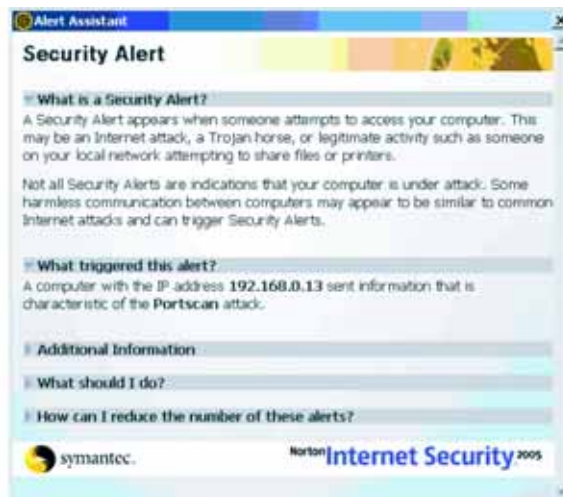 Alert Assistant
Security Alert
What is a Security Alert?
A Security Alert appears when someone attempts to access your computer. This
may be an Internet attack, a Trojan horse, or legitimate activity such as someone
on your local network attempting to share files or printers.
Not all Security Alerts are indications that your computer is under attack. Some
harmless communication between computers may appear to be similar to common
Internet attacks and can trigger Security Alerts.
What triggered this alert?
A computer with the IP address 192.168.0.13 sent information that is
characteristic of the Portscan attack.
Additional Information
What should I do?
How can I reduce the number of these alerts?
symantec.
Norton Internet Security 2005